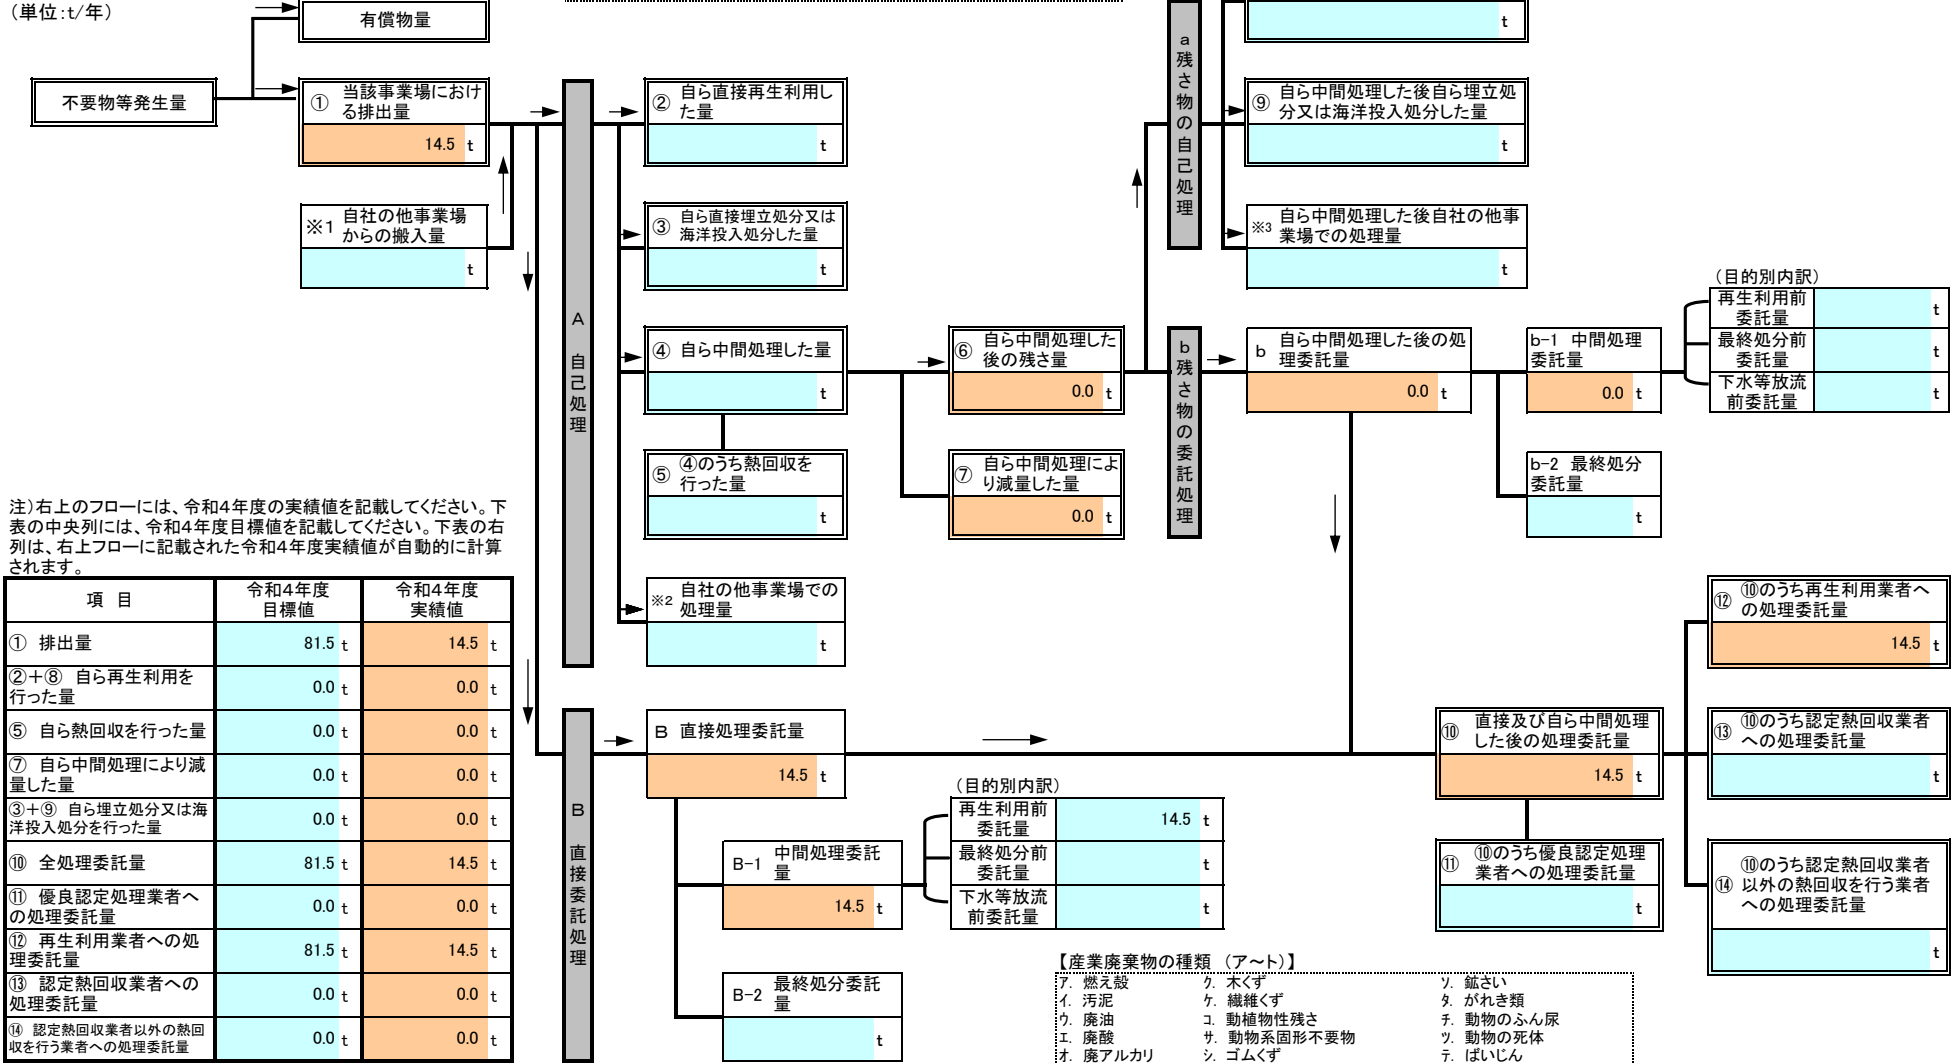 （単位:t/年）
有償物量
t
不要物等発生量
① 当該事業場におけ
る排出量
14.5 t
※1 自社の他事業場
からの搬入量
t
A 自己処理
② 自ら直接再生利用し
た量
t
③ 自ら直接埋立処分又は
海洋投入処分した量
t
④ 自ら中間処理した量
t
⑤ ④のうち熱回収を
行った量
t
※2 自社の他事業場での
処理量
t
⑥ 自ら中間処理した
後の残さ量
0.0 t
⑦ 自ら中間処理によ
り減量した量
0.0 t
a残さ物の自己処理
⑨ 自ら中間処理した後自ら埋立処
分又は海洋投入処分した量
t
※3 自ら中間処理した後自社の他事
業場での処理量
t
b残さ物の委託処理
b 自ら中間処理した後の処
理委託量
0.0 t
b-1 中間処理
委託量
0.0 t
b-2 最終処分
委託量
t
（目的別内訳）
再生利用前
委託量
t
最終処分前
委託量
t
下水等放流
前委託量
t
注）右上のフローには、令和４年度の実績値を記載してください。下
表の中央列には、令和４年度目標値を記載してください。下表の右
列は、右上フローに記載された令和４年度実績値が自動的に計算
されます。
項 目
令和４年度
目標値
令和４年度
実績値
① 排出量
81.5 t
14.5 t
②＋⑧ 自ら再生利用を
行った量
0.0 t
0.0 t
⑤ 自ら熱回収を行った量
0.0 t
0.0 t
⑦ 自ら中間処理により減
量した量
0.0 t
0.0 t
③＋⑨ 自ら埋立処分又は海
洋投入処分を行った量
0.0 t
0.0 t
⑩ 全処理委託量
81.5 t
14.5 t
⑪ 優良認定処理業者へ
の処理委託量
0.0 t
0.0 t
⑫ 再生利用業者への処
理委託量
81.5 t
14.5 t
⑬ 認定熱回収業者への
処理委託量
0.0 t
0.0 t
⑭ 認定熱回収業者以外の熱回
収を行う業者への処理委託量
0.0 t
0.0 t
B 直接委託処理
B 直接処理委託量
14.5 t
B-1 中間処理委託
量
14.5 t
B-2 最終処分委託
量
t
（目的別内訳）
再生利用前
委託量
14.5 t
最終処分前
委託量
t
下水等放流
前委託量
t
⑩ 直接及び自ら中間処理
した後の処理委託量
14.5 t
⑪ ⑩のうち優良認定処理
業者への処理委託量
t
⑫ ⑩のうち再生利用業者へ
の処理委託量
14.5 t
⑬ ⑩のうち認定熱回収業者
への処理委託量
t
⑭ ⑩のうち認定熱回収業者
以外の熱回収を行う業者
への処理委託量
t
【産業廃棄物の種類 （ア～ト）】
ｱ. 燃え殻
ｲ. 汚泥
ｳ. 廃油
ｴ. 廃酸
ｵ. 廃アルカリ
ｸ. 木くず
ｹ. 繊維くず
ｺ. 動植物性残さ
ｻ. 動物系固形不要物
ｼ. ゴムくず
ｿ. 鉱さい
ﾀ. がれき類
ﾁ. 動物のふん尿
ﾂ. 動物の死体
ﾃ. ばいじん